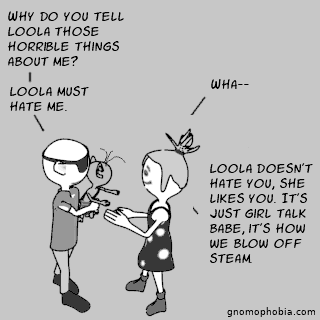 WHY DO YOU TELL
LOOLA THOSE
HORRIBLE THINGS
ABOUT ME?
LOOLA MUST
HATE ME.
WHA--
LOOLA DOESN'T
HATE YOU, SHE
LIKES YOU. IT'S
JUST GIRL TALK
BABE, IT'S HOW
WE BLOW OFF
STEAM.
gnomophobia.com